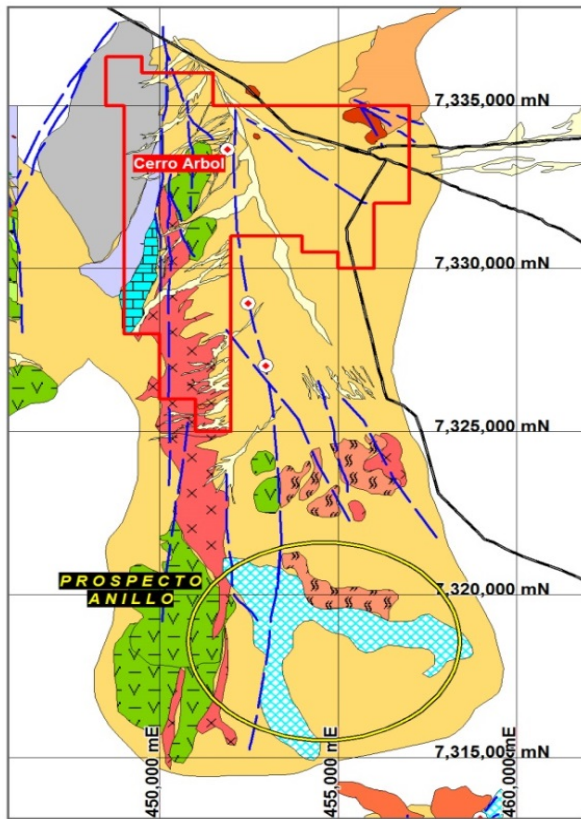 7,335,000 mN
Cerro Arbol
7,330,000 mN
7,325,000 mN
PROSPECTO
ANILLO
7,320,000 mN
450,000 mE
455,000 mE
460,000 mE
7,315,000 mN